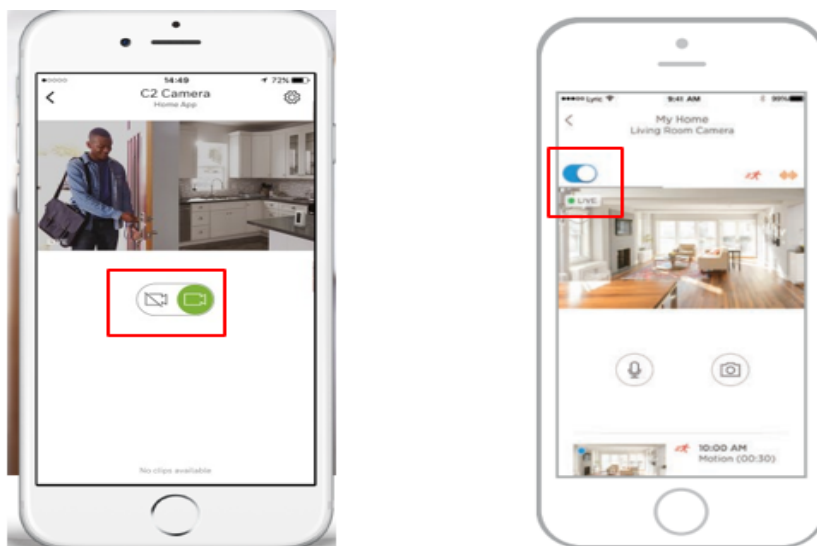 14:49
72%
C2 Camera
Home App
No clips available
Lyric
9:41 AM
99%
My Home
Living Room Camera
LIVE
10:00 AM
Motion (00:30)